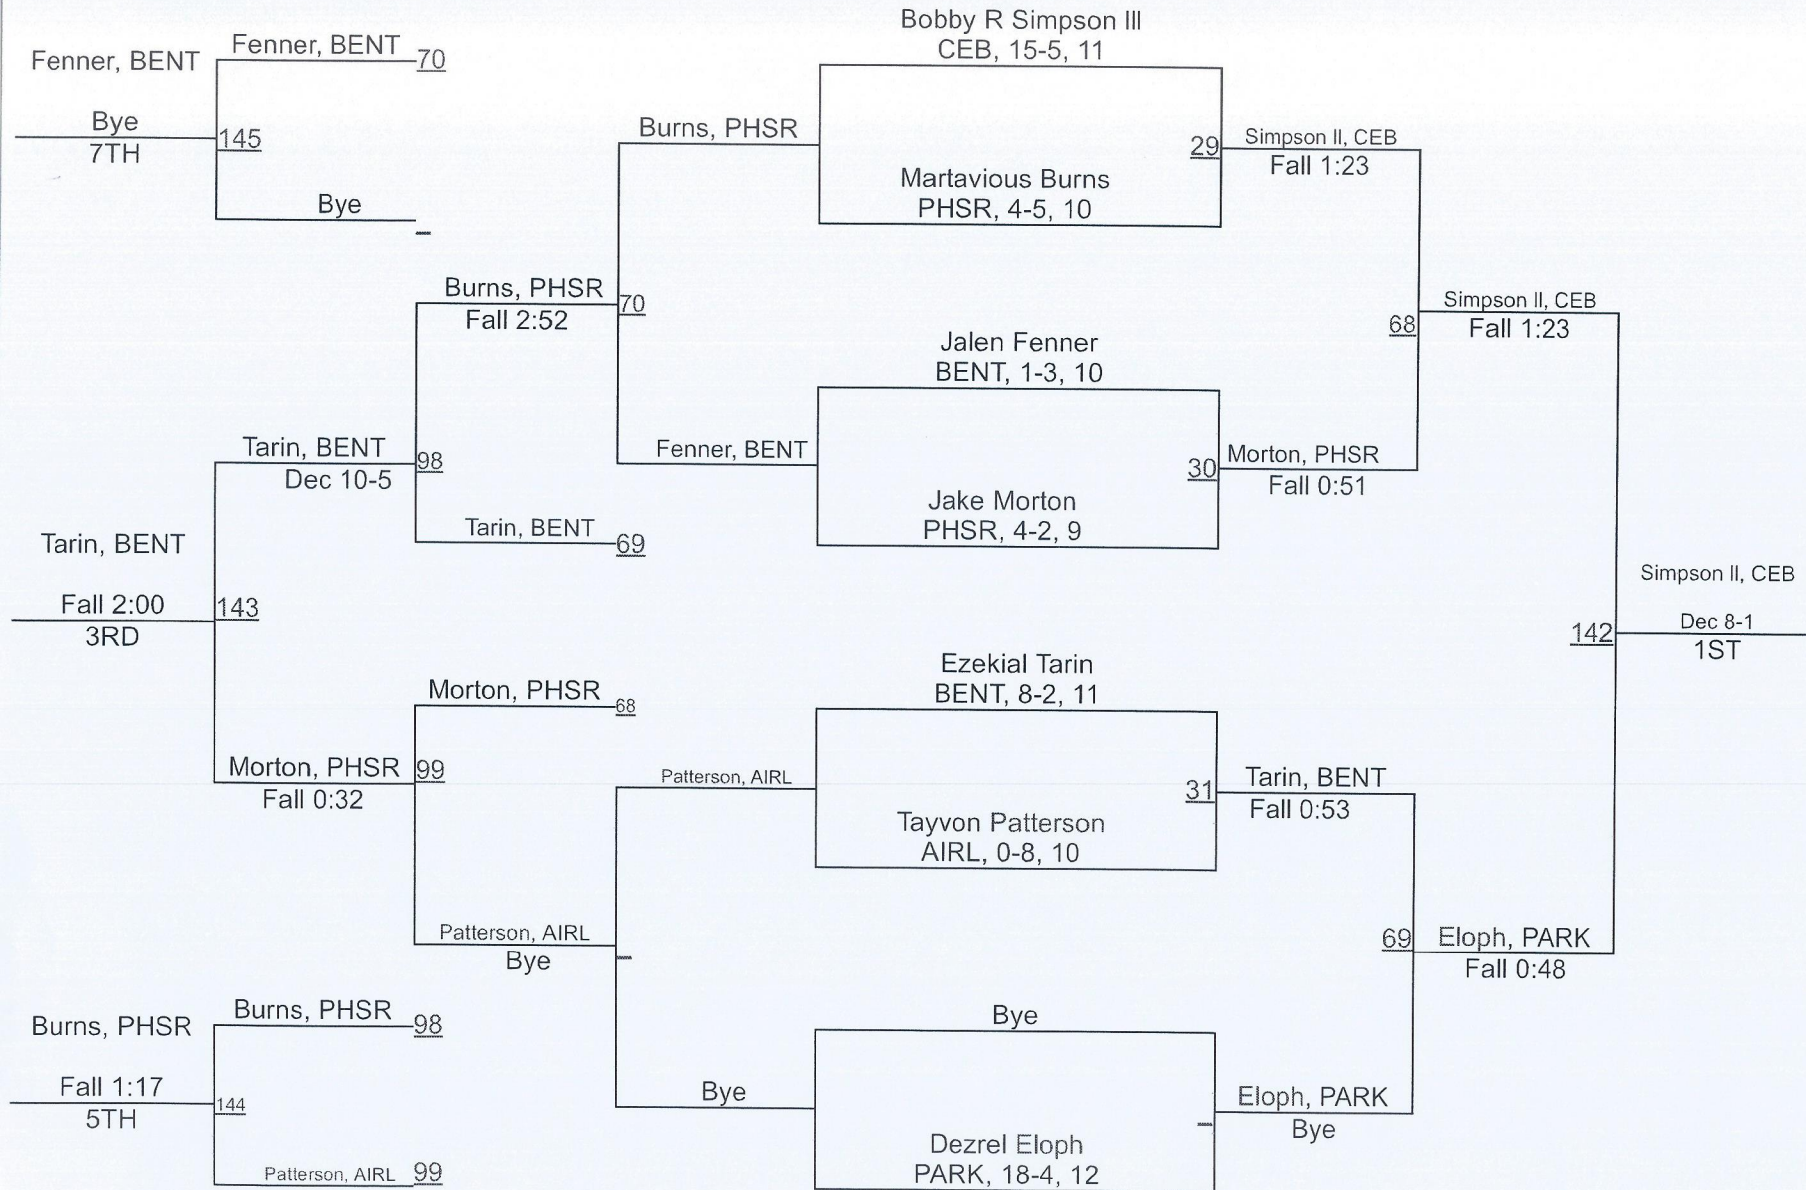 Bobby R Simpson III
CEB, 15-5, 11
Fenner, BENT
Fenner, BENT
70
Bye
7TH
145
Bye
Burns, PHSR
29
Simpson II, CEB
Fall 1:23
Martavious Burns
PHSR, 4-5, 10
Burns, PHSR
Fall 2:52
70
68
Simpson II, CEB
Fall 1:23
Jalen Fenner
BENT, 1-3, 10
Tarin, BENT
Dec 10-5
98
Fenner, BENT
30
Morton, PHSR
Fall 0:51
Jake Morton
PHSR, 4-2, 9
Tarin, BENT
69
Tarin, BENT
Fall 2:00
3RD
143
Simpson II, CEB
142
Dec 8-1
1ST
Ezekial Tarin
BENT, 8-2, 11
Morton, PHSR
68
Morton, PHSR
Fall 0:32
99
Patterson, AIRL
31
Tarin, BENT
Fall 0:53
Tayvon Patterson
AIRL, 0-8, 10
Patterson, AIRL
Bye
69
Eloph, PARK
Fall 0:48
Burns, PHSR
Burns, PHSR
98
Bye
Fall 1:17
5TH
144
Bye
Eloph, PARK
Bye
Dezrel Eloph
PARK, 18-4, 12
Patterson, AIRL
99